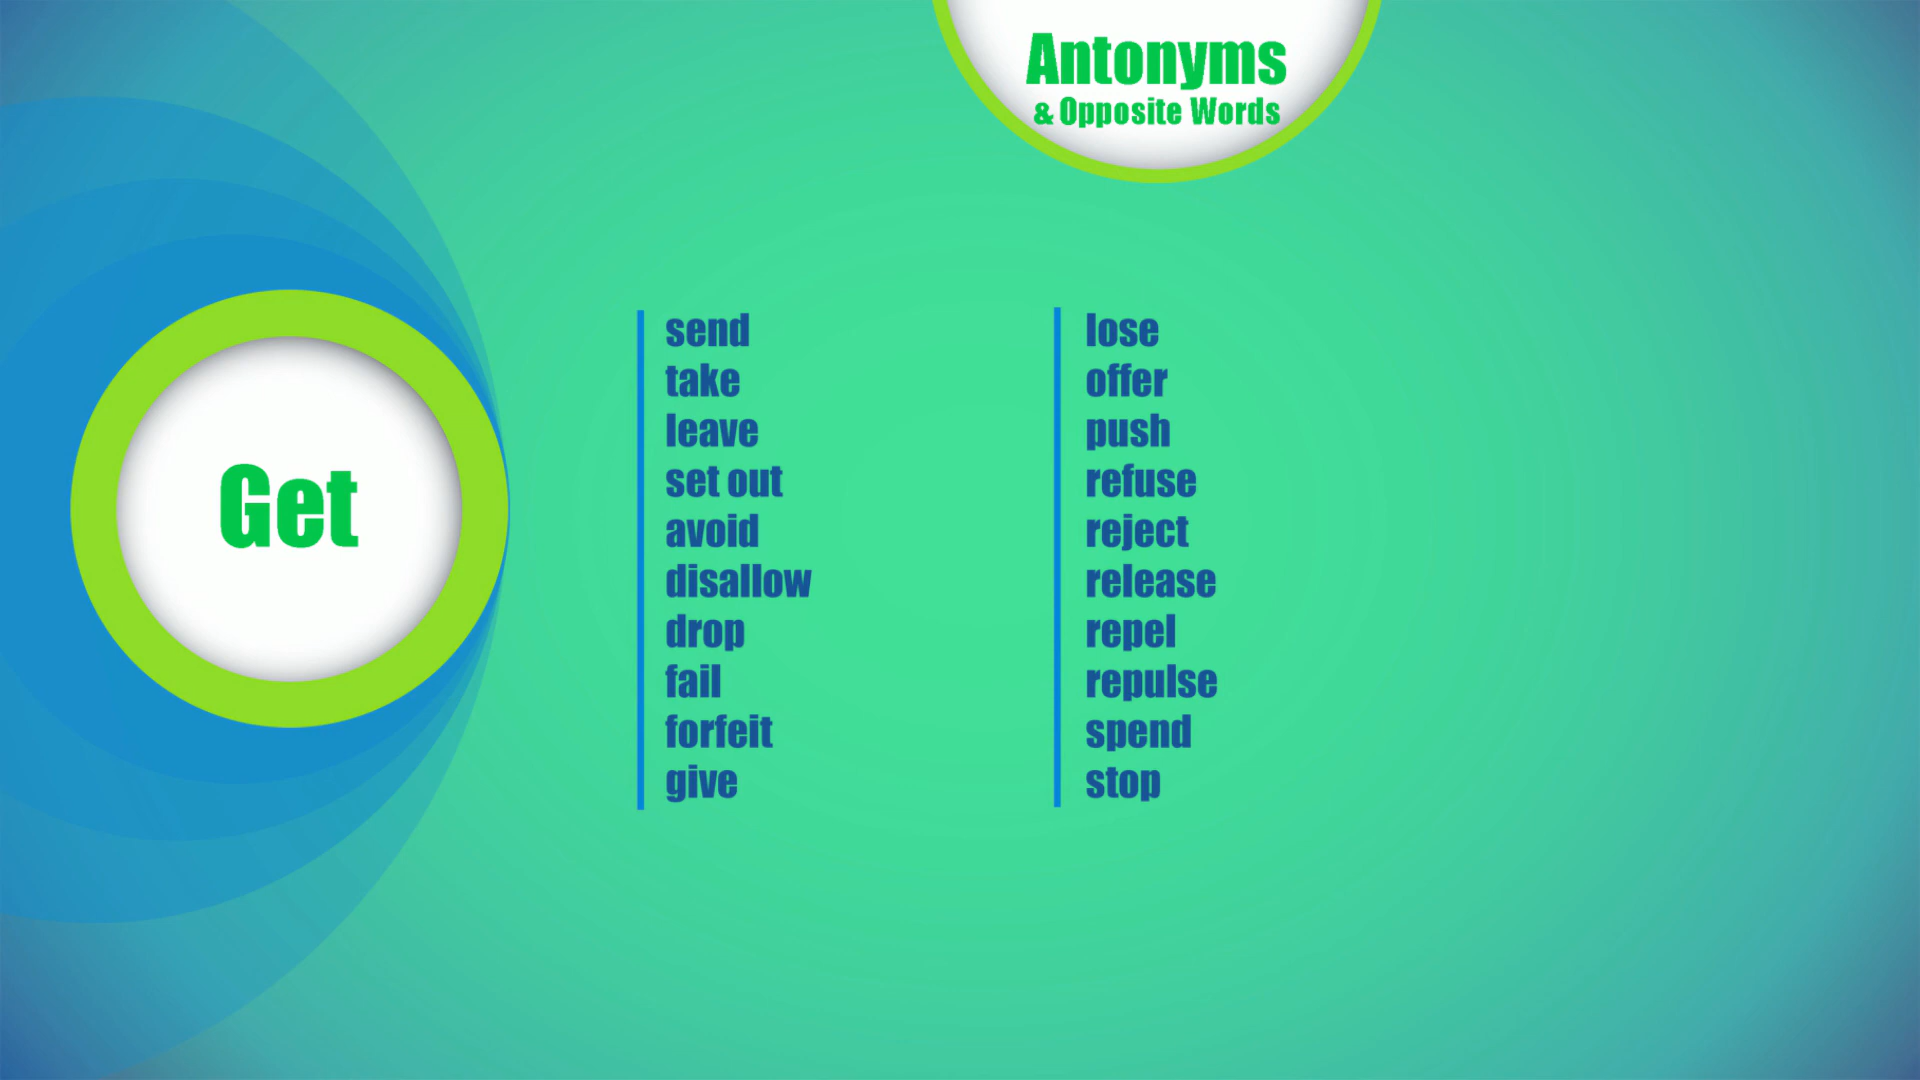 Antonyms
& Opposite Words
Get
send
take
leave
set out
avoid
disallow
drop
fail
forfeit
give
lose
offer
push
refuse
reject
release
repel
repulse
spend
stop